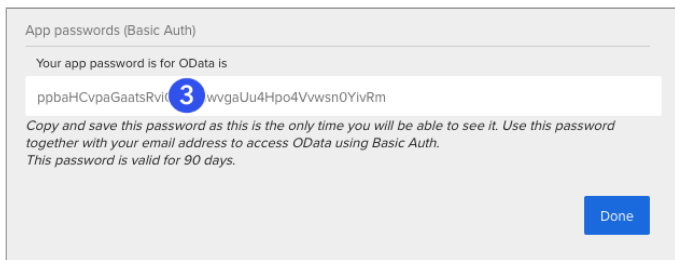 App passwords (Basic Auth)
Your app password is for OData is
3
Copy and save this password as this is the only time you will be able to see it. Use this password
together with your email address to access OData using Basic Auth.
This password is valid for 90 days.
Done